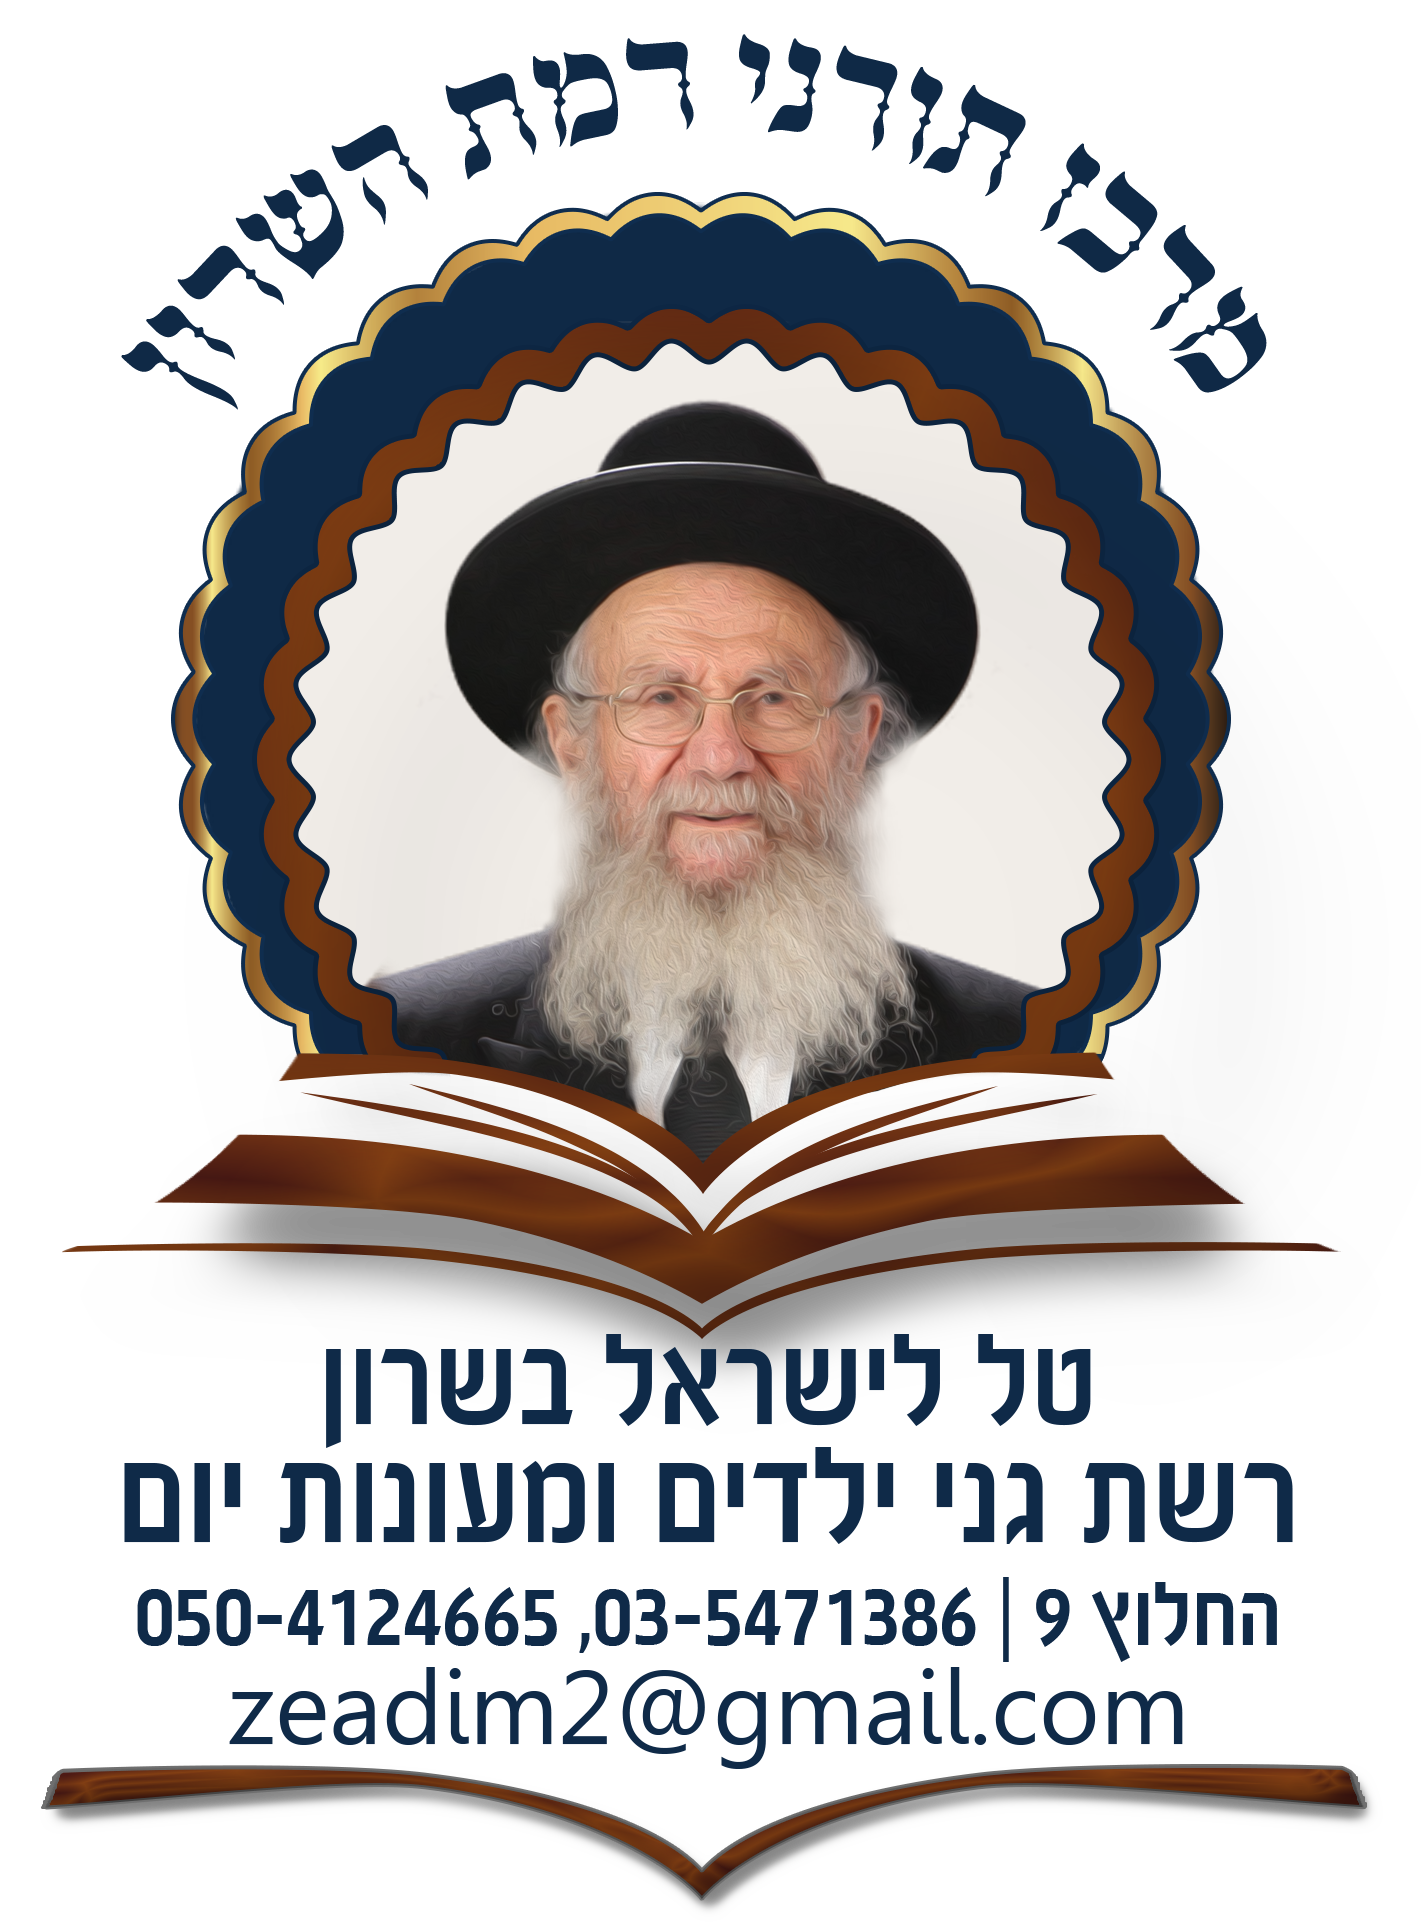 מרכז תורני רמת השרון
טל לישראל בשרון
רשת גני ילדים ומעונות יום
החלוץ 9 | 03-5471386, 050-4124665
zeadim2@gmail.com